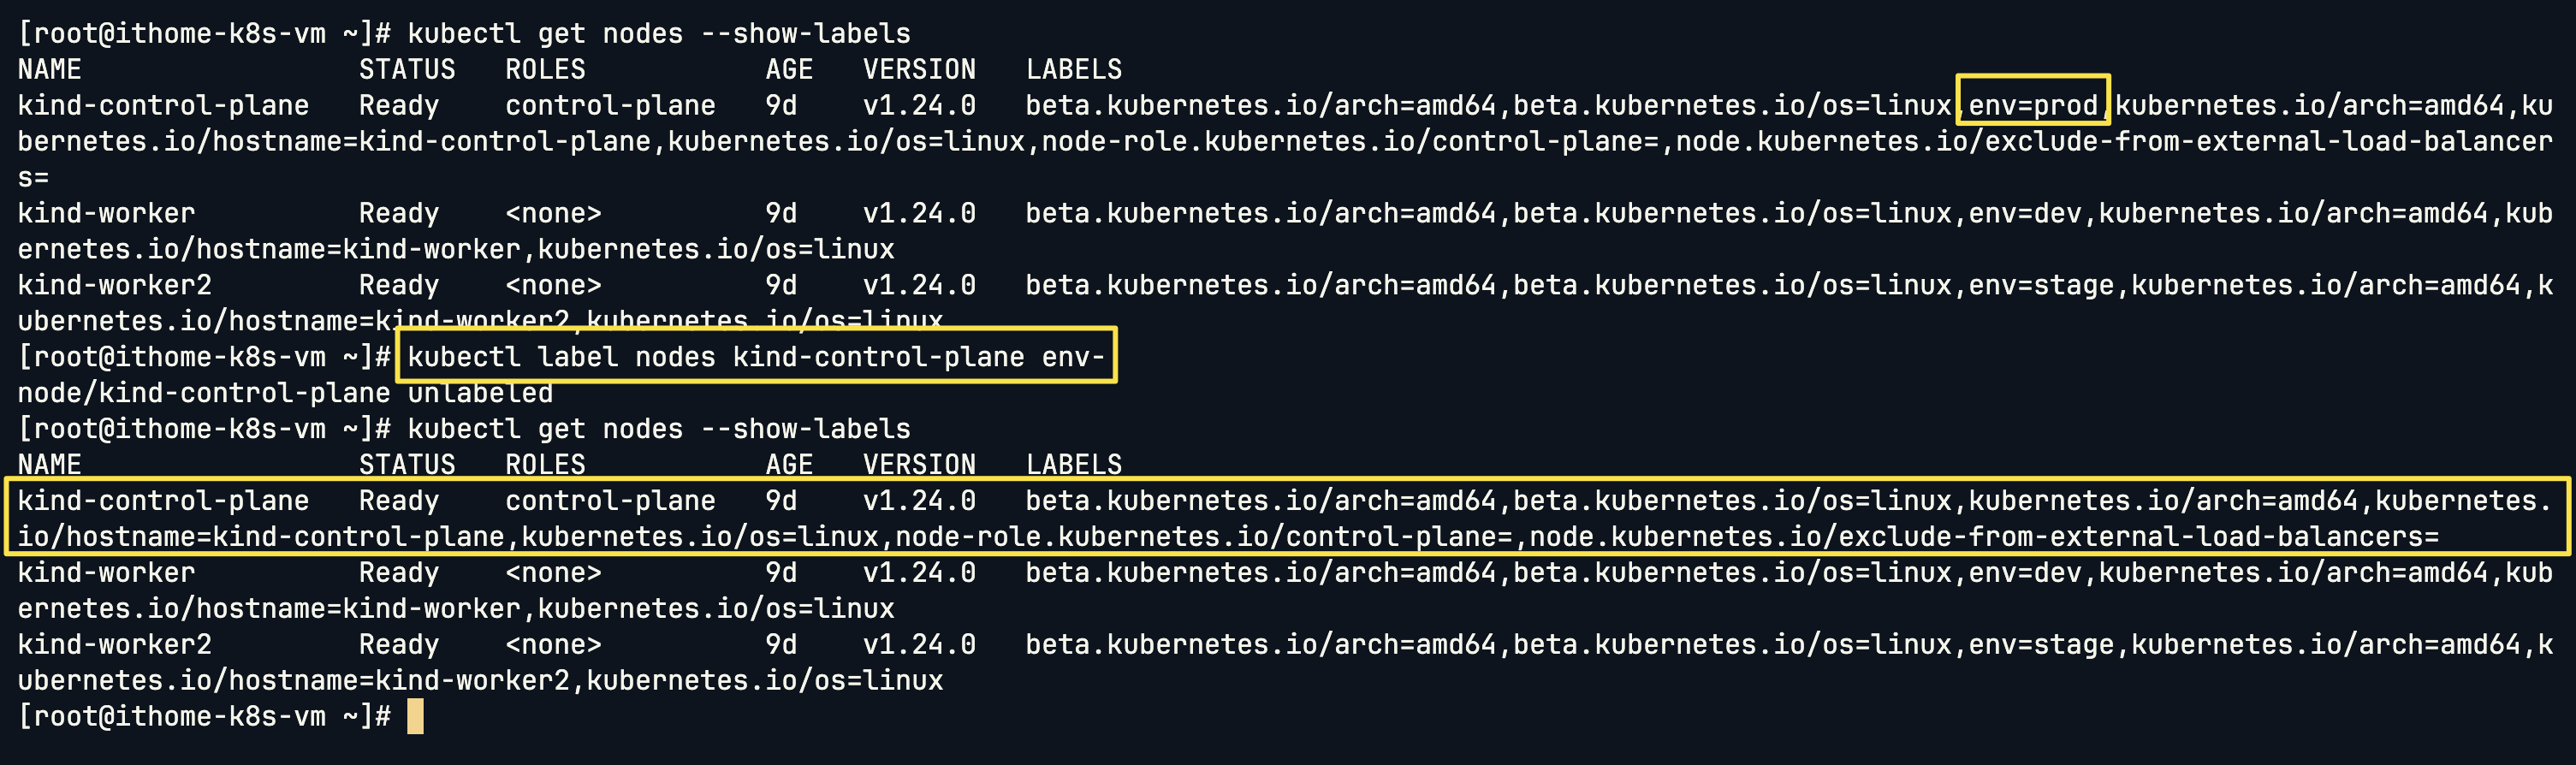 [root@ithome-k8s-vm ~]# kubectl get nodes --show-labels
NAME                 STATUS   ROLES           AGE   VERSION   LABELS
kind-control-plane   Ready    control-plane   9d    v1.24.0   beta.kubernetes.io/arch=amd64,beta.kubernetes.io/os=linux,env=prod,kubernetes.io/arch=amd64,ku
bernetes.io/hostname=kind-control-plane,kubernetes.io/os=linux,node-role.kubernetes.io/control-plane=,node.kubernetes.io/exclude-from-external-load-balancer
s=
kind-worker          Ready    <none>          9d    v1.24.0   beta.kubernetes.io/arch=amd64,beta.kubernetes.io/os=linux,env=dev,kubernetes.io/arch=amd64,kub
ernetes.io/hostname=kind-worker,kubernetes.io/os=linux
kind-worker2         Ready    <none>          9d    v1.24.0   beta.kubernetes.io/arch=amd64,beta.kubernetes.io/os=linux,env=stage,kubernetes.io/arch=amd64,k
ubernetes.io/hostname=kind-worker2,kubernetes.io/os=linux
[root@ithome-k8s-vm ~]# kubectl label nodes kind-control-plane env-
node/kind-control-plane unlabeled
[root@ithome-k8s-vm ~]# kubectl get nodes --show-labels
NAME                 STATUS   ROLES           AGE   VERSION   LABELS
kind-control-plane   Ready    control-plane   9d    v1.24.0   beta.kubernetes.io/arch=amd64,beta.kubernetes.io/os=linux,kubernetes.io/arch=amd64,kubernetes.
io/hostname=kind-control-plane,kubernetes.io/os=linux,node-role.kubernetes.io/control-plane=,node.kubernetes.io/exclude-from-external-load-balancers=
kind-worker          Ready    <none>          9d    v1.24.0   beta.kubernetes.io/arch=amd64,beta.kubernetes.io/os=linux,env=dev,kubernetes.io/arch=amd64,kub
ernetes.io/hostname=kind-worker,kubernetes.io/os=linux
kind-worker2         Ready    <none>          9d    v1.24.0   beta.kubernetes.io/arch=amd64,beta.kubernetes.io/os=linux,env=stage,kubernetes.io/arch=amd64,k
ubernetes.io/hostname=kind-worker2,kubernetes.io/os=linux
[root@ithome-k8s-vm ~]#